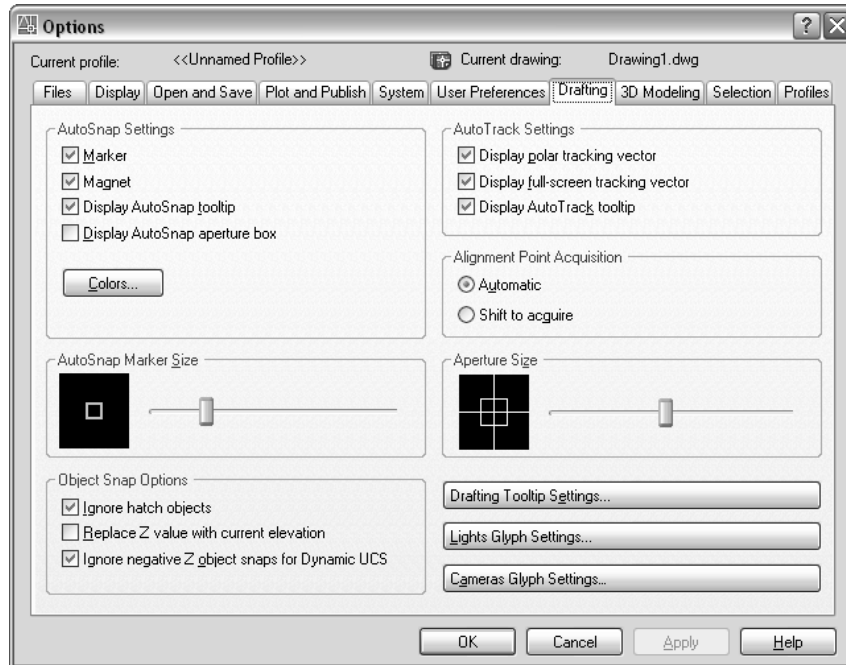 Options
Current profile: <<Unnamed Profile>> Current drawing: Drawing1.dwg
Files Display Open and Save Plot and Publish System User Preferences Drafting 3D Modeling Selection Profiles
AutoSnap Settings
Marker
Magnet
Display AutoSnap tooltip
Display AutoSnap aperture box
Colors...
AutoTrack Settings
Display polar tracking vector
Display full-screen tracking vector
Display AutoTrack tooltip
Alignment Point Acquisition
Automatic
Shift to acquire
AutoSnap Marker Size
Aperture Size
Object Snap Options
Ignore hatch objects
Replace Z value with current elevation
Ignore negative Z object snaps for Dynamic UCS
Drafting Tooltip Settings...
Lights Glyph Settings...
Cameras Glyph Settings...
OK Cancel Apply Help